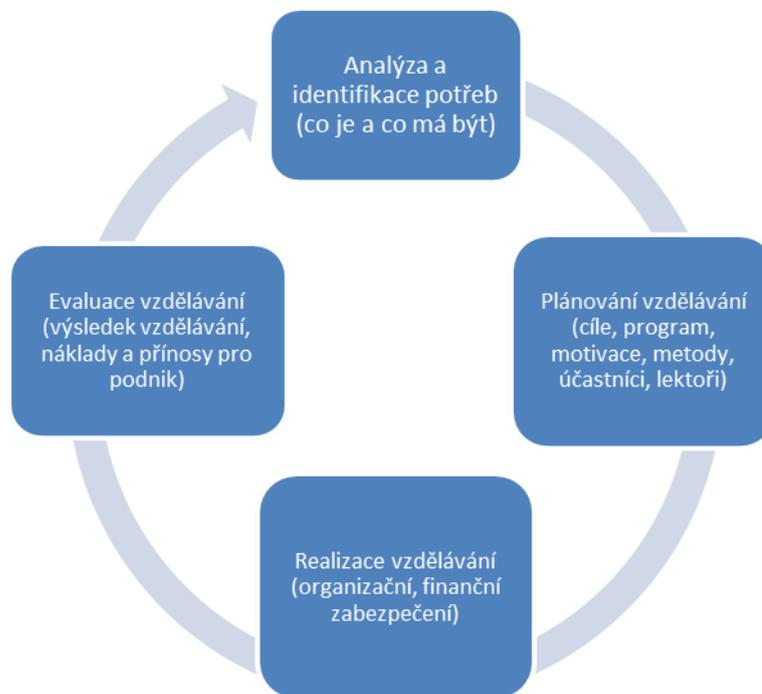 Analýza a
identifikace potřeb
(co je a co má být)
Plánování vzdělávání
(cíle, program,
motivace, metody,
účastníci, lektoři)
Realizace vzdělávání
(organizační, finanční
zabezpečení)
Evaluace vzdělávání
(výsledek vzdělávání,
náklady a přínosy pro
podnik)